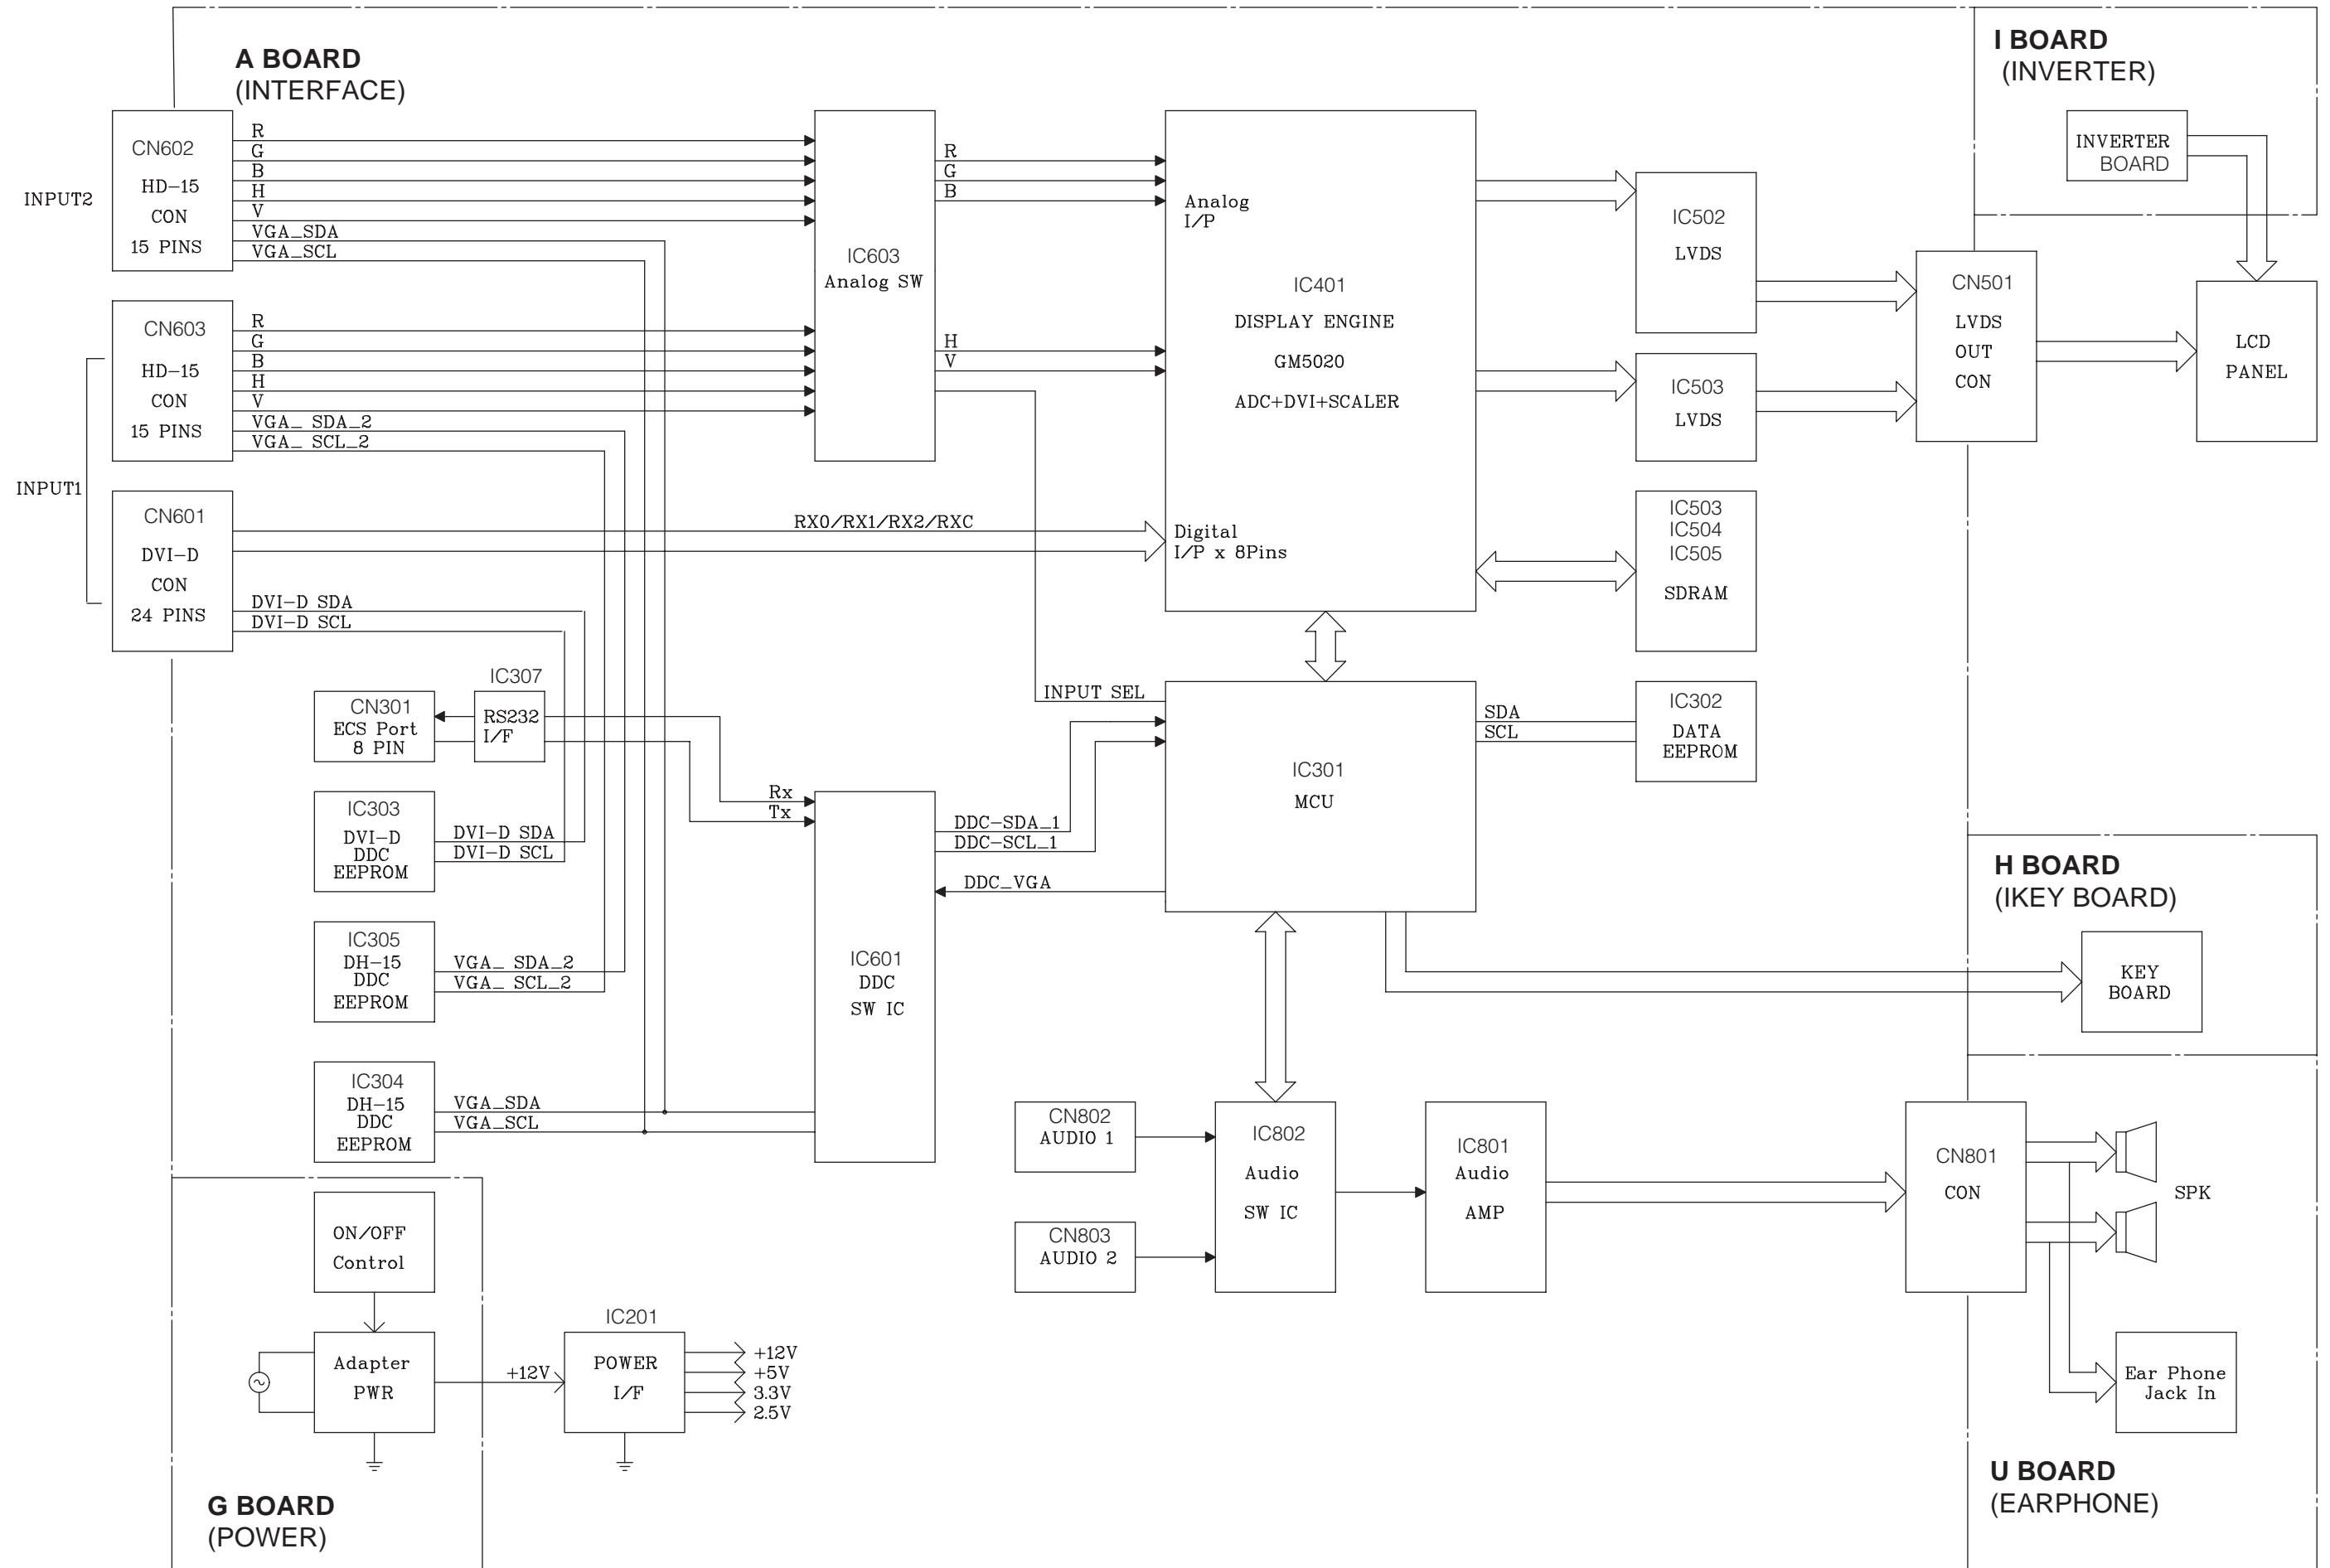 A BOARD
(INTERFACE)
I BOARD
(INVERTER)
INPUT2
CN602
HD-15
CON
15 PINS
R
G
B
H
V
VGA_SDA
VGA_SCL
INPUT1
CN603
HD-15
CON
15 PINS
R
G
B
H
V
VGA_ SDA_2
VGA_ SCL_2
CN601
DVI-D
CON
24 PINS
RX0/RX1/RX2/RXC
DVI-D SDA
DVI-D SCL
IC603
Analog SW
R
G
B
H
V
Analog
I/P
IC401
DISPLAY ENGINE
GM5020
ADC+DVI+SCALER
Digital
I/P x 8Pins
IC502
LVDS
IC503
LVDS
IC503
IC504
IC505
SDRAM
CN501
LVDS
OUT
CON
INVERTER
BOARD
LCD
PANEL
CN301
ECS Port
8 PIN
IC307
RS232
I/F
Rx
Tx
IC303
DVI-D
DDC
EEPROM
DVI-D SDA
DVI-D SCL
IC305
DH-15
DDC
EEPROM
VGA_ SDA_2
VGA_ SCL_2
IC304
DH-15
DDC
EEPROM
VGA_SDA
VGA_SCL
IC601
DDC
SW IC
INPUT SEL
DDC-SDA_1
DDC-SCL_1
DDC_VGA
IC301
MCU
SDA
SCL
IC302
DATA
EEPROM
H BOARD
(IKEY BOARD)
KEY
BOARD
CN802
AUDIO 1
CN803
AUDIO 2
IC802
Audio
SW IC
IC801
Audio
AMP
CN801
CON
SPK
Ear Phone
Jack In
U BOARD
(EARPHONE)
ON/OFF
Control
Adapter
PWR
+12V
IC201
POWER
I/F
+12V
+5V
3.3V
2.5V
G BOARD
(POWER)